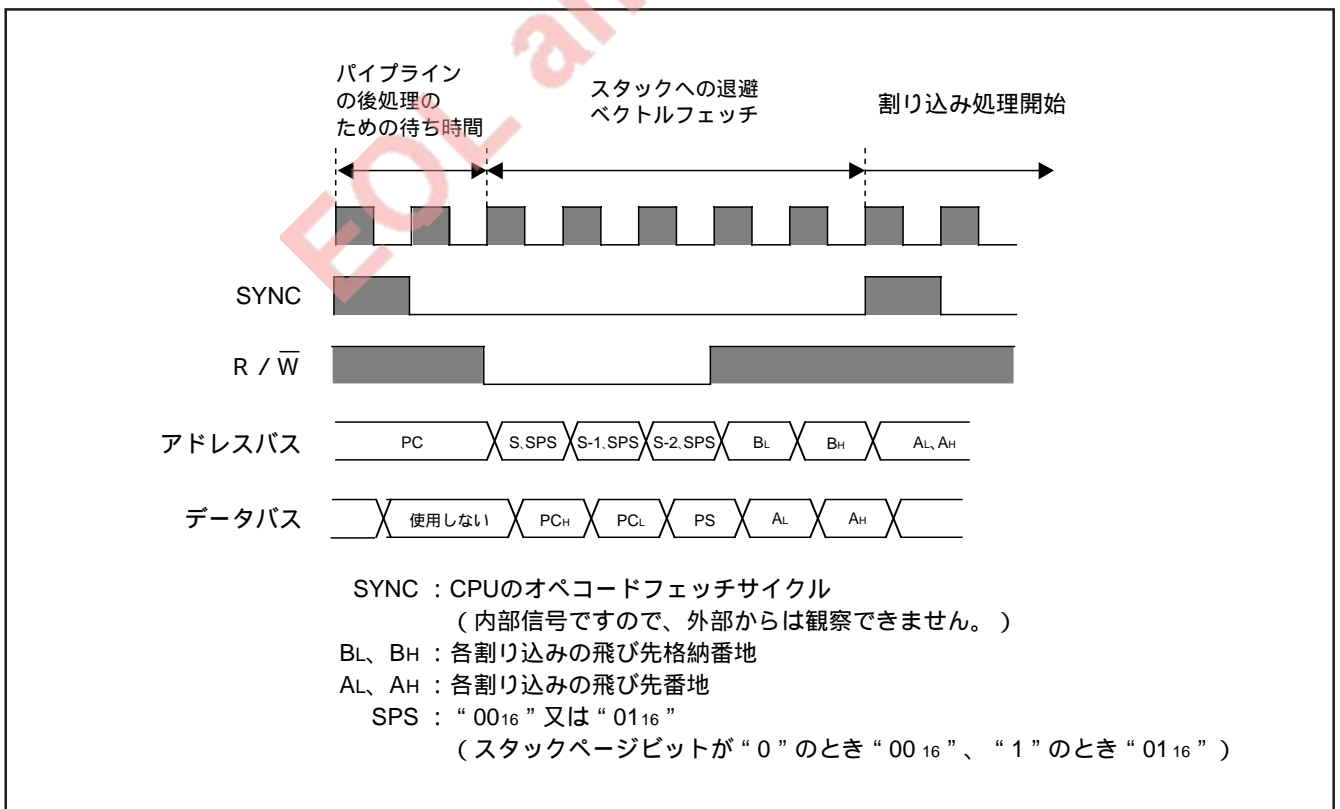 EOL an
パイプライン
の後処理の
ための待ち時間
スタックへの退避
ベクトルフェッチ
割り込み処理開始
SYNC
R / W̅
アドレスバス
PC
S、SPS
S-1、SPS
S-2、SPS
BL
BH
AL、AH
データバス
使用しない
PCH
PCL
PS
AL
AH
SYNC :CPUのオペコードフェッチサイクル
(内部信号ですので、外部からは観察できません。)
BL、BH :各割り込みの飛び先格納番地
AL、AH :各割り込みの飛び先番地
SPS :“ 0016 ” 又は “ 0116 ”
(スタックページビットが “ 0 ” のとき “ 00 16 ” 、 “ 1 ” のとき “ 01 16 ” )